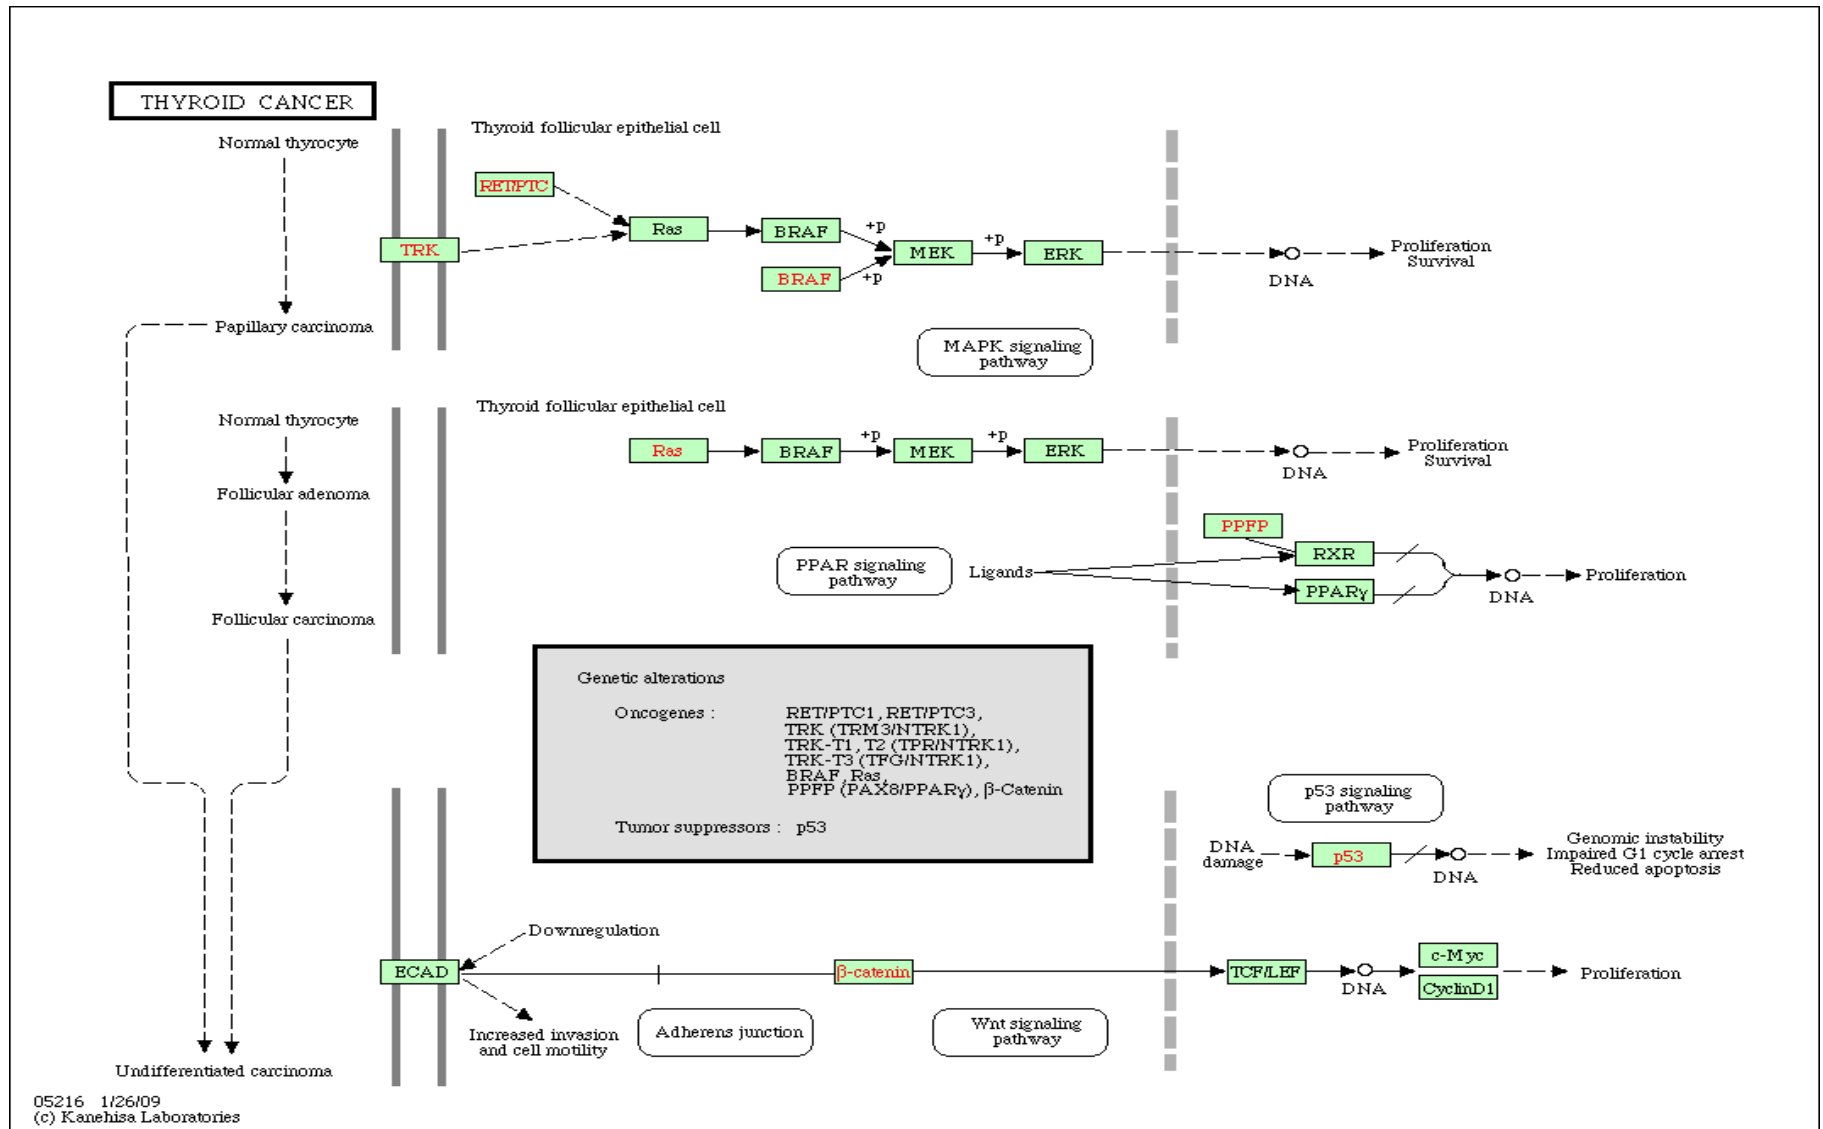 THYROID CANCER
Normal thyrocyte
Thyroid follicular epithelial cell
RET/PTC
TRK
Ras
BRAF
+p
BRAF
+p
MEK
+p
ERK
DNA
Proliferation
Survival
Papillary carcinoma
MAPK signaling
pathway
Normal thyrocyte
Thyroid follicular epithelial cell
Ras
BRAF
+p
MEK
+p
ERK
DNA
Proliferation
Survival
Follicular adenoma
PPFP
PPAR signaling
pathway
Ligands
RXR
PPARγ
DNA
Proliferation
Follicular carcinoma
Genetic alterations
Oncogenes :
RET/PTC1, RET/PTC3,
TRK (TRM3/NTRK1),
TRK-T1, T2 (TPR/NTRK1),
TRK-T3 (TFG/NTRK1),
BRAF, Ras,
PPFP (PAX8/PPARγ), β-Catenin
Tumor suppressors : p53
p53 signaling
pathway
DNA
damage
p53
DNA
Genomic instability
Impaired G1 cycle arrest
Reduced apoptosis
Downregulation
ECAD
β-catenin
TCF/LEF
DNA
c-Myc
CyclinD1
Proliferation
Increased invasion
and cell motility
Adherens junction
Wnt signaling
pathway
Undifferentiated carcinoma
05216 1/26/09
(c) Kanehisa Laboratories